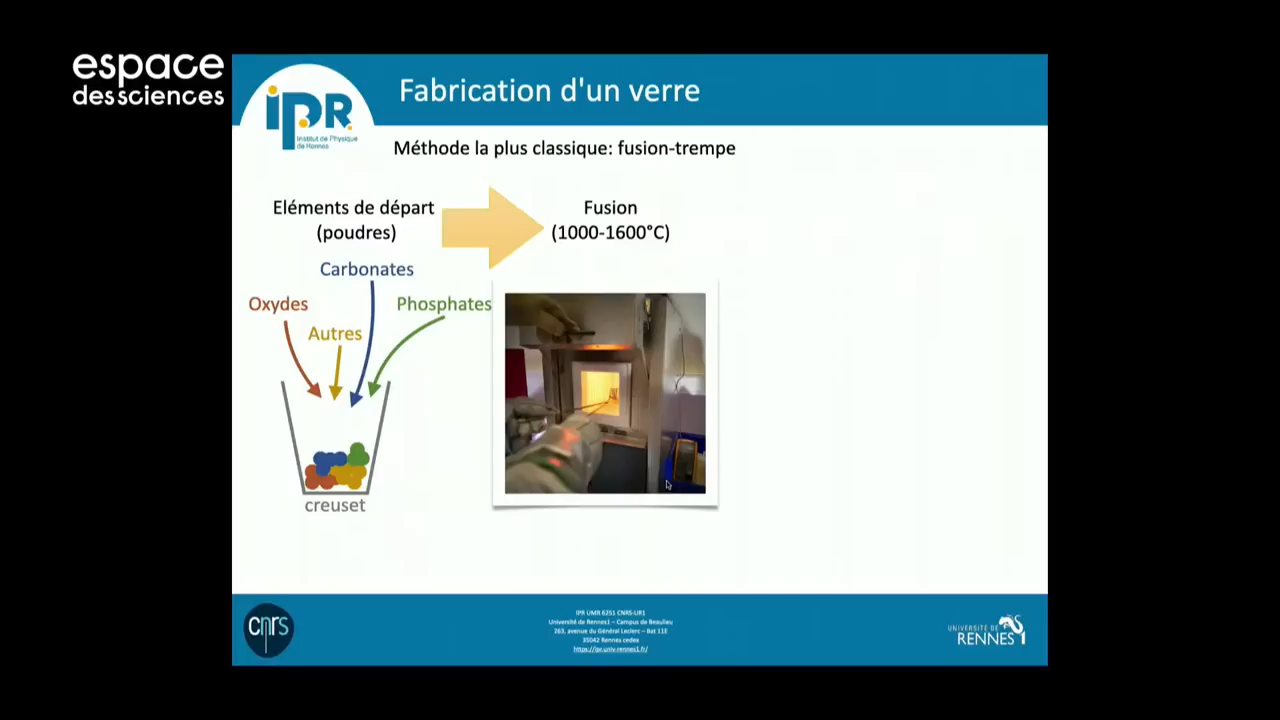 espace
des sciences
IPR
Institut de Physique
de Rennes
Fabrication d'un verre
Méthode la plus classique: fusion-trempe
Eléments de départ
(poudres)
Fusion
(1000-1600°C)
Carbonates
Oxydes
Phosphates
Autres
creuset
cnrs
IPR UMR 6251 CNRS-UR1
Université de Rennes1 – Campus de Beaulieu
263, avenue du Général Leclerc – Bat 11E
35042 Rennes cedex
https://ipr.univ-rennes1.fr/
UNIVERSITÉ DE
RENNES 1